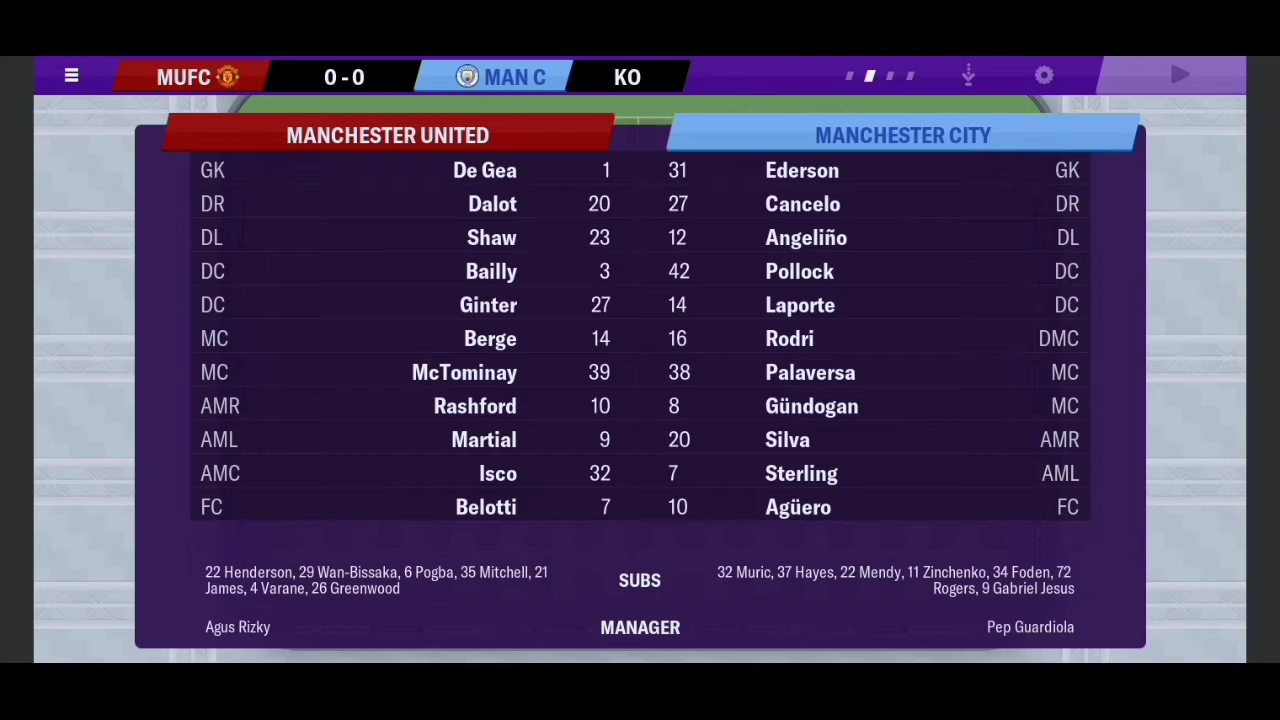 MUFC 0 - 0 MAN C KO
MANCHESTER UNITED MANCHESTER CITY
GK De Gea 1 31 Ederson GK
DR Dalot 20 27 Cancelo DR
DL Shaw 23 12 Angeliño DL
DC Bailly 3 42 Pollock DC
DC Ginter 27 14 Laporte DC
MC Berge 14 16 Rodri DMC
MC McTominay 39 38 Palaversa MC
AMR Rashford 10 8 Gündogan MC
AML Martial 9 20 Silva AMR
AMC Isco 32 7 Sterling AML
FC Belotti 7 10 Agüero FC
22 Henderson, 29 Wan-Bissaka, 6 Pogba, 35 Mitchell, 21
James, 4 Varane, 26 Greenwood
SUBS
32 Muric, 37 Hayes, 22 Mendy, 11 Zinchenko, 34 Foden, 72
Rogers, 9 Gabriel Jesus
Agus Rizky MANAGER Pep Guardiola